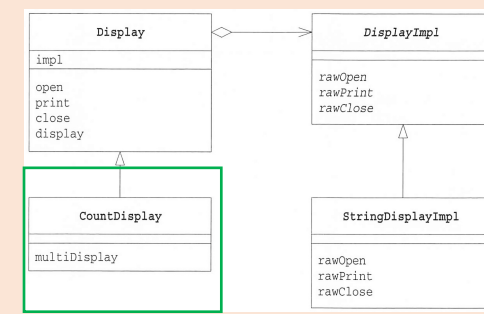 Display
impl
open
print
close
display
DisplayImpl
rawOpen
rawPrint
rawClose
CountDisplay
multiDisplay
StringDisplayImpl
rawOpen
rawPrint
rawClose